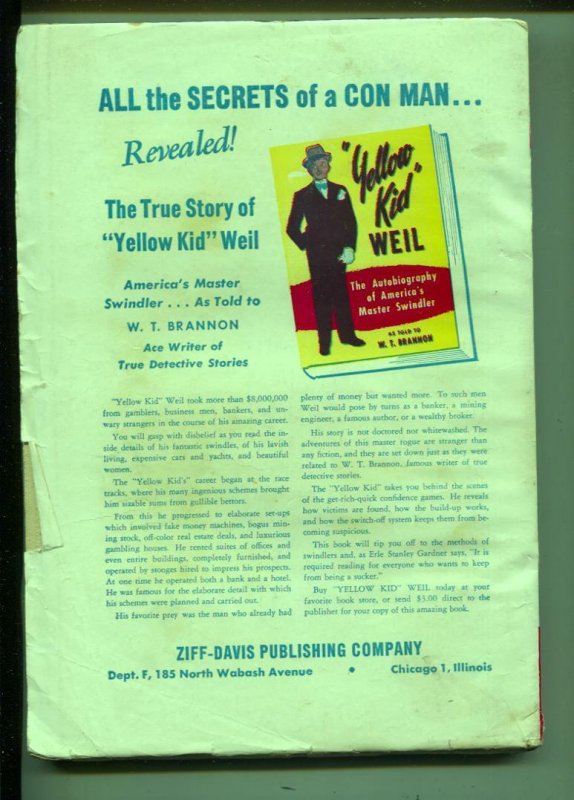 ALL the SECRETS of a CON MAN...
Revealed!
The True Story of
"Yellow Kid" Weil
America's Master
Swindler . . . As Told to
W. T. BRANNON
Ace Writer of
True Detective Stories
"Yellow Kid"
WEIL
The Autobiography
of America's
Master Swindler
AS TOLD TO
W. T. BRANNON
"Yellow Kid" Weil took more than $8,000,000
from gamblers, business men, bankers, and un-
wary strangers in the course of his amazing career.
You will gasp with disbelief as you read the in-
side details of his fantastic swindles, of his lavish
living, expensive cars and yachts, and beautiful
women.
The "Yellow Kid's" career began at the race
tracks, where his many ingenious schemes brought
him sizable sums from gullible bettors.
From this he progressed to elaborate set-ups
which involved fake money machines, bogus min-
ing stock, off-color real estate deals, and luxurious
gambling houses. He rented suites of offices and
even entire buildings, completely furnished, and
operated by stooges hired to impress his prospects.
At one time he operated both a bank and a hotel.
He was famous for the elaborate detail with which
his schemes were planned and carried out.
His favorite prey was the man who already had
plenty of money but wanted more. To such men
Weil would pose by turns as a banker, a mining
engineer, a famous author, or a wealthy broker.
His story is not doctored nor whitewashed. The
adventures of this master rogue are stranger than
any fiction, and they are set down just as they were
related to W. T. Brannon, famous writer of true
detective stories.
The "Yellow Kid" takes you behind the scenes
of the get-rich-quick confidence games. He reveals
how victims are found, how the build-up works,
and how the switch-off system keeps them from be-
coming suspicious.
This book will tip you off to the methods of
swindlers and, as Erle Stanley Gardner says, "It is
required reading for everyone who wants to keep
from being a sucker."
Buy "YELLOW KID" WEIL today at your
favorite book store, or send $3.00 direct to the
publisher for your copy of this amazing book.
ZIFF-DAVIS PUBLISHING COMPANY
Dept. F, 185 North Wabash Avenue • Chicago 1, Illinois